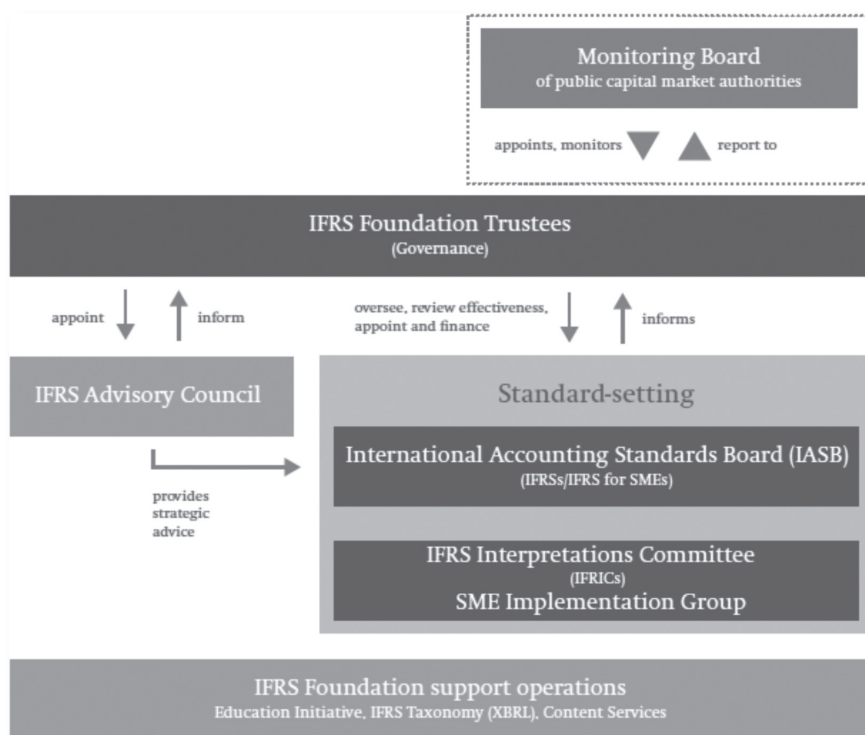 Monitoring Board
of public capital market authorities
appoints, monitors
report to
IFRS Foundation Trustees
(Governance)
appoint
inform
oversee, review effectiveness,
appoint and finance
informs
IFRS Advisory Council
Standard-setting
International Accounting Standards Board (IASB)
(IFRSs/IFRS for SMEs)
provides
strategic
advice
IFRS Interpretations Committee
(IFRICs)
SME Implementation Group
IFRS Foundation support operations
Education Initiative, IFRS Taxonomy (XBRL), Content Services